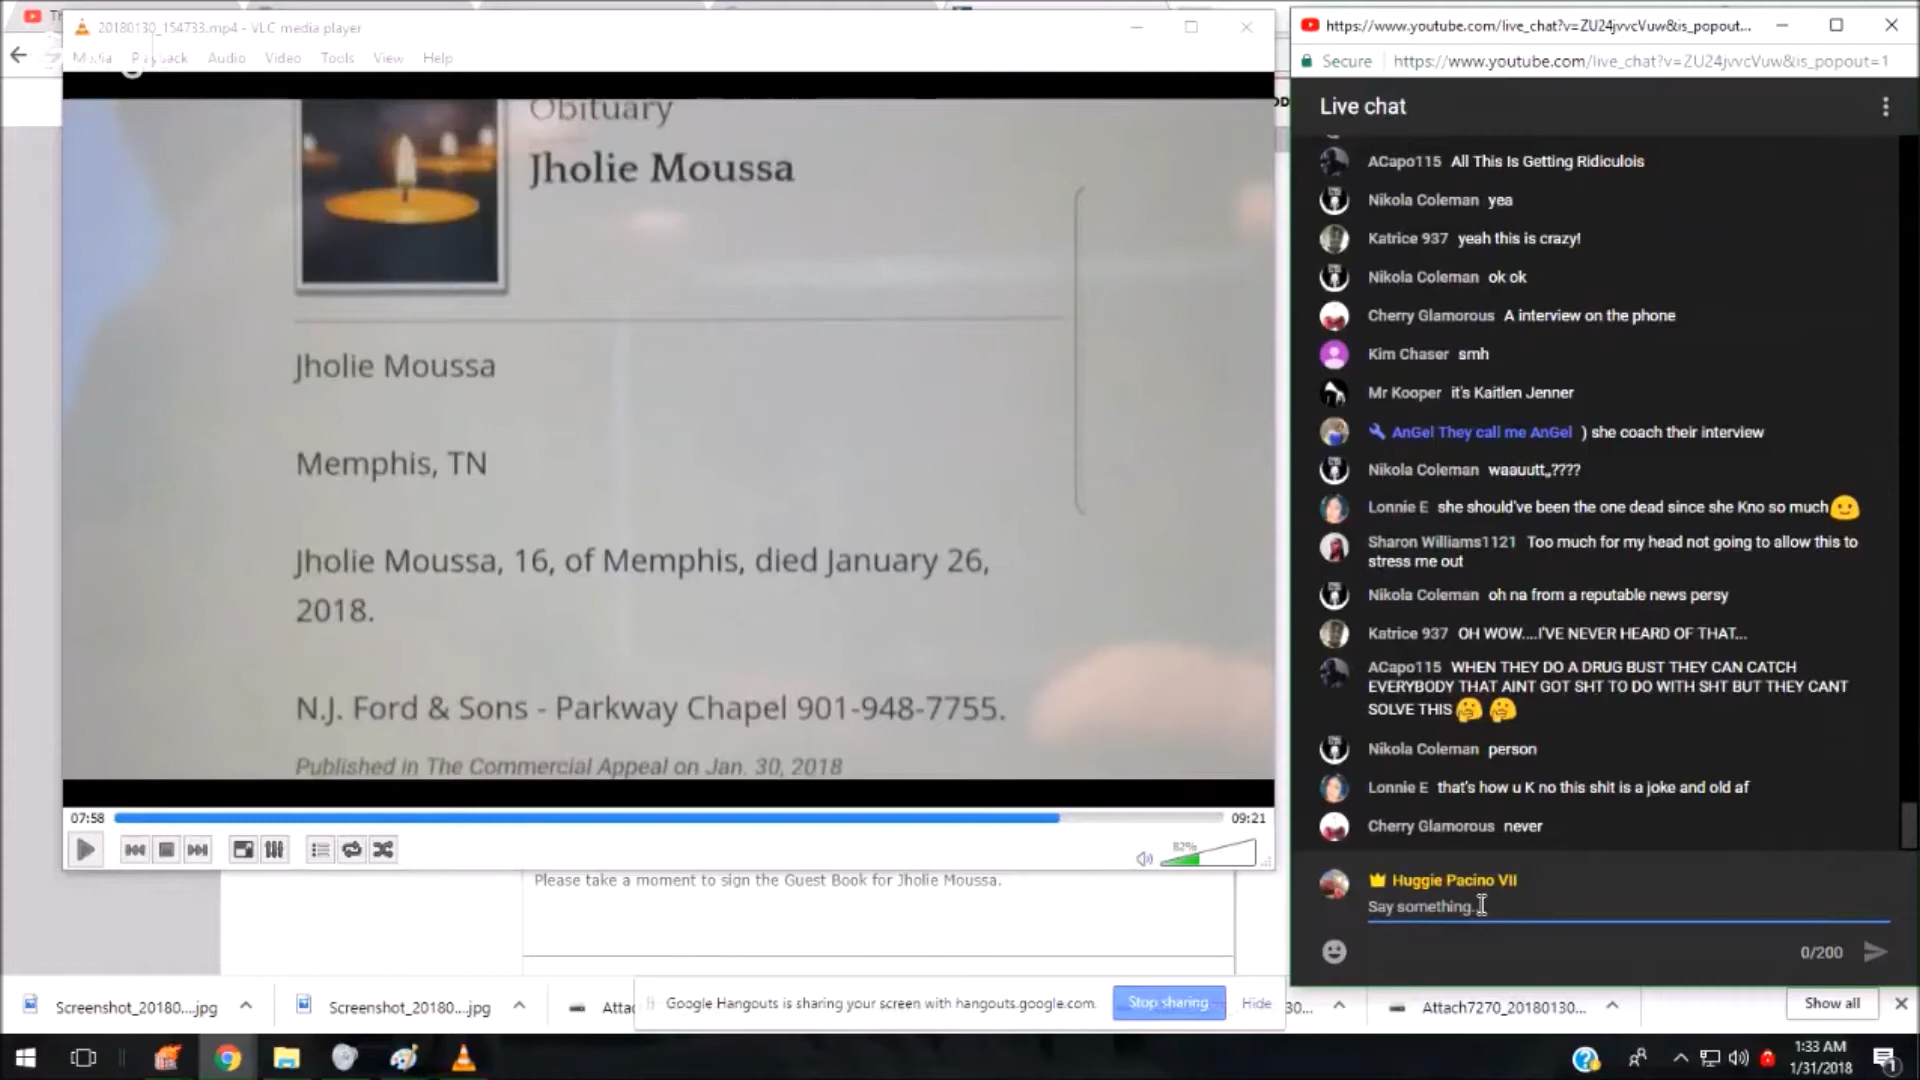 20180130_154733.mp4 - VLC media player
Media Playback Audio Video Tools View Help
Obituary
Jholie Moussa
Jholie Moussa
Memphis, TN
Jholie Moussa, 16, of Memphis, died January 26,
2018.
N.J. Ford & Sons - Parkway Chapel 901-948-7755.
Published in The Commercial Appeal on Jan. 30, 2018
07:58
09:21
82%
Please take a moment to sign the Guest Book for Jholie Moussa.
https://www.youtube.com/live_chat?v=ZU24jvvcVuw&is_popout...
Secure https://www.youtube.com/live_chat?v=ZU24jvvcVuw&is_popout=1
Live chat
ACapo115 All This Is Getting Ridiculois
Nikola Coleman yea
Katrice 937 yeah this is crazy!
Nikola Coleman ok ok
Cherry Glamorous A interview on the phone
Kim Chaser smh
Mr Kooper it's Kaitlen Jenner
AnGel They call me AnGel ) she coach their interview
Nikola Coleman waauutt,,????
Lonnie E she should've been the one dead since she Kno so much
Sharon Williams1121 Too much for my head not going to allow this to
stress me out
Nikola Coleman oh na from a reputable news persy
Katrice 937 OH WOW....I'VE NEVER HEARD OF THAT...
ACapo115 WHEN THEY DO A DRUG BUST THEY CAN CATCH
EVERYBODY THAT AINT GOT SHT TO DO WITH SHT BUT THEY CANT
SOLVE THIS
Nikola Coleman person
Lonnie E that's how u K no this shit is a joke and old af
Cherry Glamorous never
Huggie Pacino VII
Say something...
0/200
Screenshot_20180....jpg
Screenshot_20180....jpg
Google Hangouts is sharing your screen with hangouts.google.com.
Stop sharing
Hide
Attach7270_20180130....
Show all
1:33 AM
1/31/2018